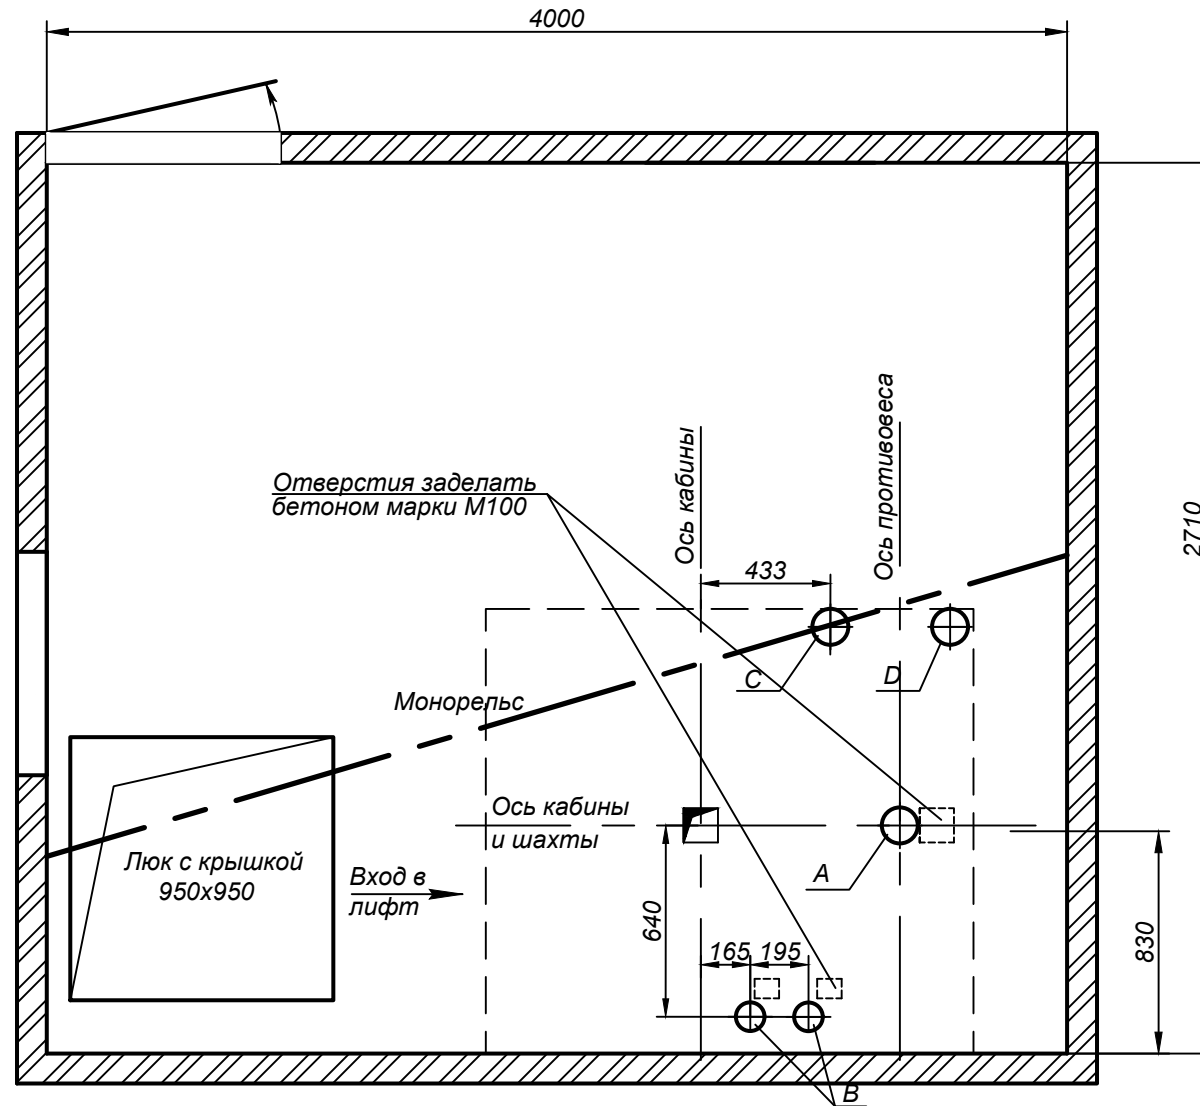 4000
Ось кабины
Ось противовеса
2710
Отверстия заделать
бетоном марки М100
433
C
D
Монорельс
Ось кабины
и шахты
Люк с крышкой
950x950
Вход в
лифт
A
640
165
195
830
B